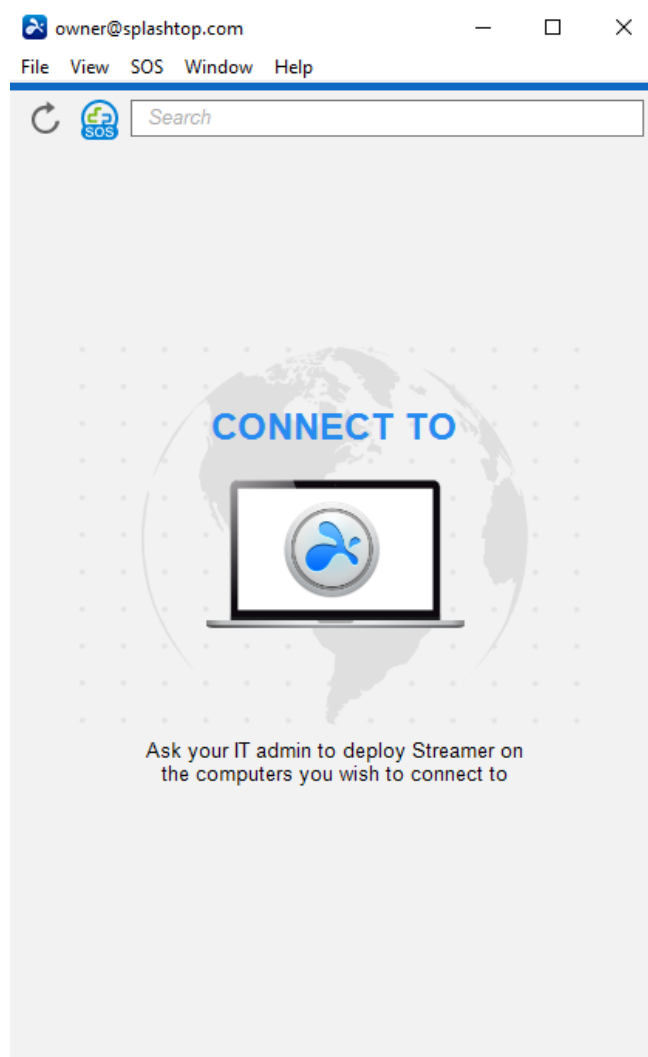 owner@splashtop.com
File View SOS Window Help
SOS Search
CONNECT TO
Ask your IT admin to deploy Streamer on
the computers you wish to connect to